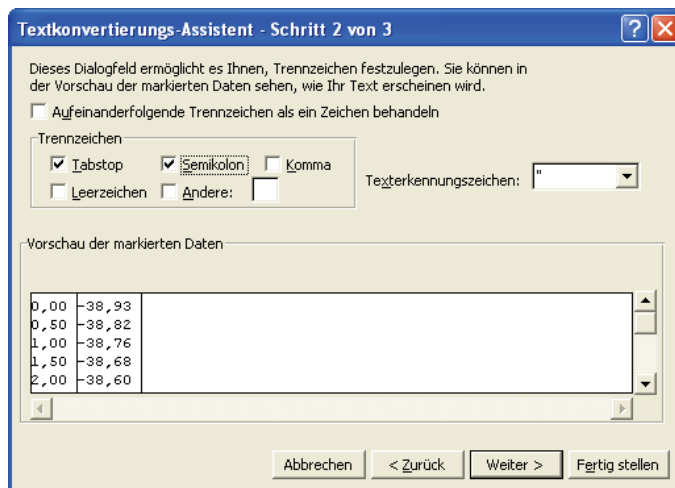 Textkonvertierungs-Assistent - Schritt 2 von 3
Dieses Dialogfeld ermöglicht es Ihnen, Trennzeichen festzulegen. Sie können in
der Vorschau der markierten Daten sehen, wie Ihr Text erscheinen wird.
Aufeinanderfolgende Trennzeichen als ein Zeichen behandeln
Trennzeichen
Tabstop Semikolon Komma
Leerzeichen Andere:
Texterkennungszeichen: "
Vorschau der markierten Daten
0,00 -38,93
0,50 -38,82
1,00 -38,76
1,50 -38,68
2,00 -38,60
Abbrechen < Zurück Weiter > Fertig stellen